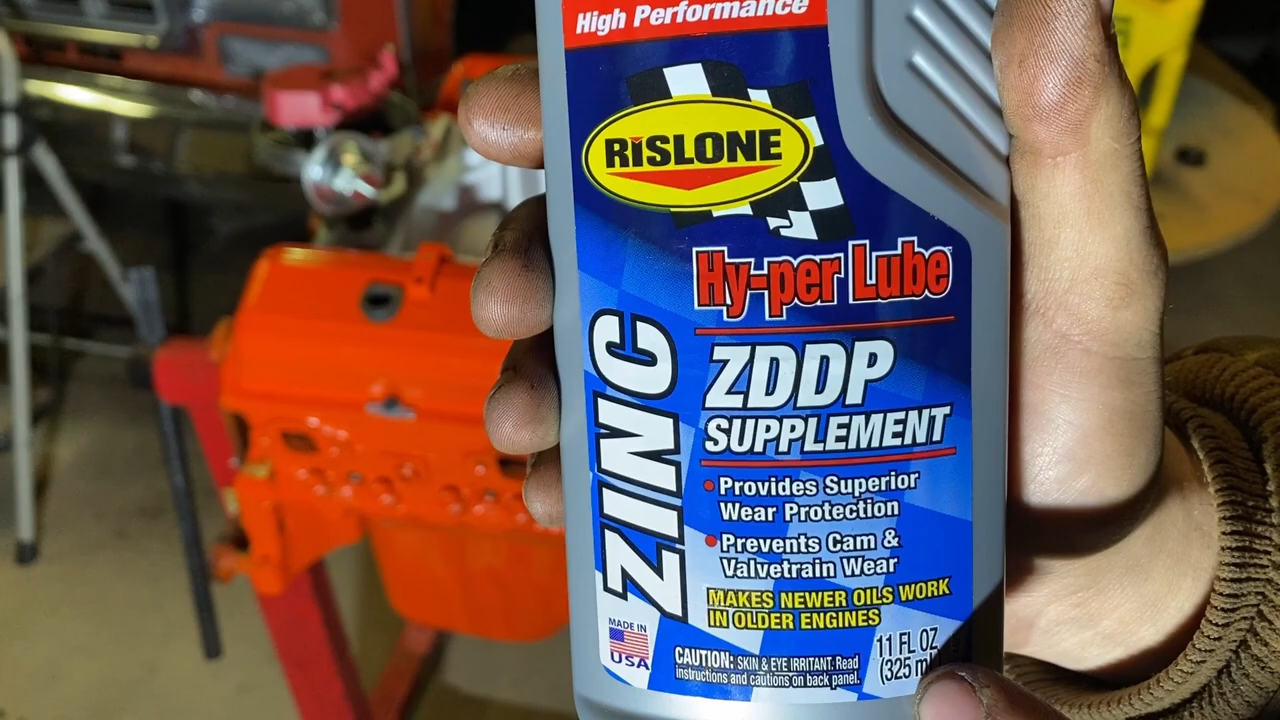 High Performance
RISLONE
Hy-per Lube
ZINC
ZDDP
SUPPLEMENT
• Provides Superior
Wear Protection
• Prevents Cam &
Valvetrain Wear
MAKES NEWER OILS WORK
IN OLDER ENGINES
MADE IN
USA
CAUTION: SKIN & EYE IRRITANT. Read
instructions and cautions on back panel.
11 FL OZ
(325 ml